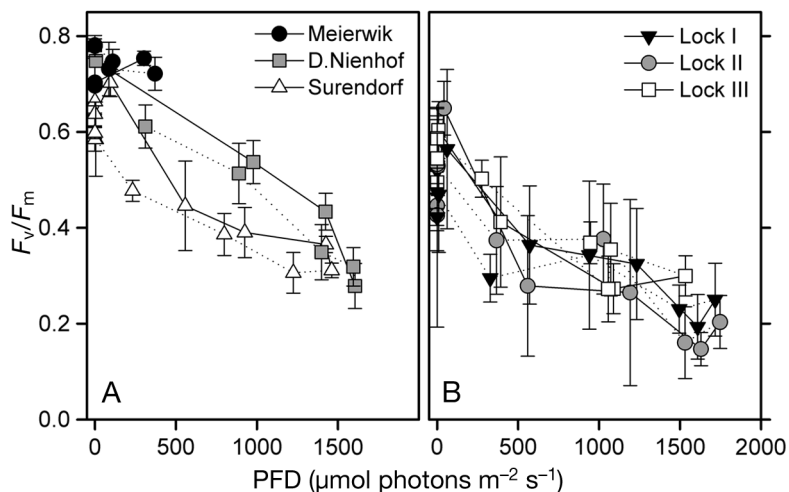 Fv/Fm
0.8
0.6
0.4
0.2
0.0
Meierwik
D.Nienhof
Surendorf
A
0
500
1000
1500
Lock I
Lock II
Lock III
B
0
500
1000
1500
2000
PFD (μmol photons m⁻² s⁻¹)